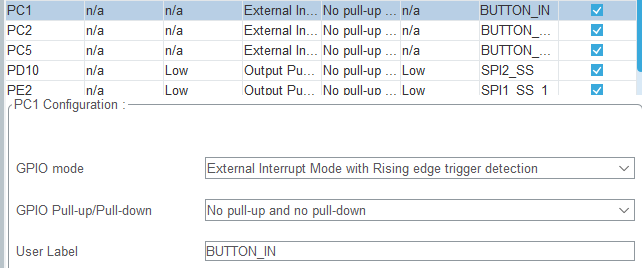 PC1 n/a n/a External In... No pull-up ... n/a BUTTON_IN
PC2 n/a n/a External In... No pull-up ... n/a BUTTON_...
PC5 n/a n/a External In... No pull-up ... n/a BUTTON_...
PD10 n/a Low Output Pu... No pull-up ... Low SPI2_SS
PE2 n/a Low Output Pu... No pull-up ... Low SPI1_SS_1
PC1 Configuration :
GPIO mode External Interrupt Mode with Rising edge trigger detection
GPIO Pull-up/Pull-down No pull-up and no pull-down
User Label BUTTON_IN